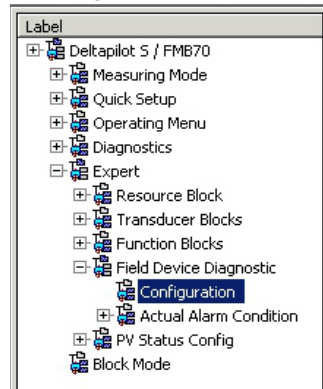 Label
Deltapilot S / FMB70
Measuring Mode
Quick Setup
Operating Menu
Diagnostics
Expert
Resource Block
Transducer Blocks
Function Blocks
Field Device Diagnostic
Configuration
Actual Alarm Condition
PV Status Config
Block Mode